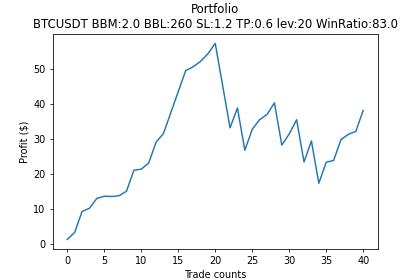 Portfolio
BTCUSDT BBM:2.0 BBL:260 SL:1.2 TP:0.6 lev:20 WinRatio:83.0
Profit ($)
50
40
30
20
10
0
0 5 10 15 20 25 30 35 40
Trade counts